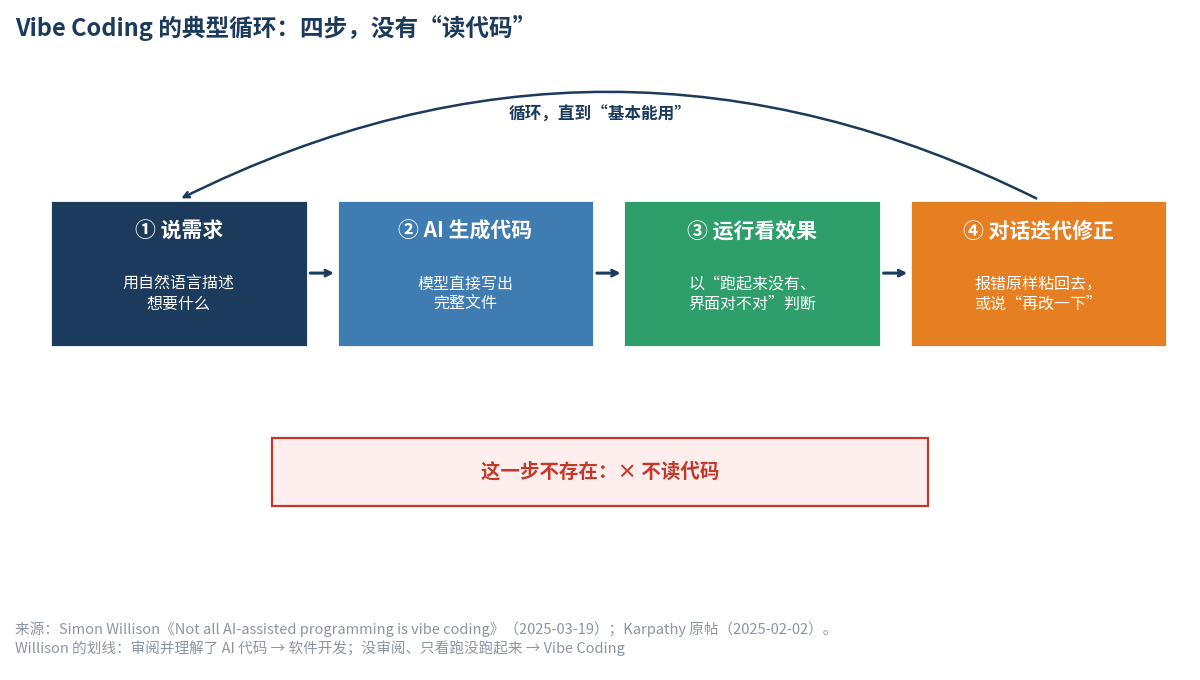 Vibe Coding 的典型循环：四步，没有“读代码”
循环，直到“基本能用”
① 说需求
用自然语言描述
想要什么
② AI 生成代码
模型直接写出
完整文件
③ 运行看效果
以“跑起来没有、
界面对不对”判断
④ 对话迭代修正
报错原样粘回去，
或说“再改一下”
这一步不存在：× 不读代码
来源：Simon Willison《Not all AI-assisted programming is vibe coding》（2025-03-19）；Karpathy 原帖（2025-02-02）。
Willison 的划线：审阅并理解了 AI 代码 → 软件开发；没审阅、只看跑没跑起来 → Vibe Coding